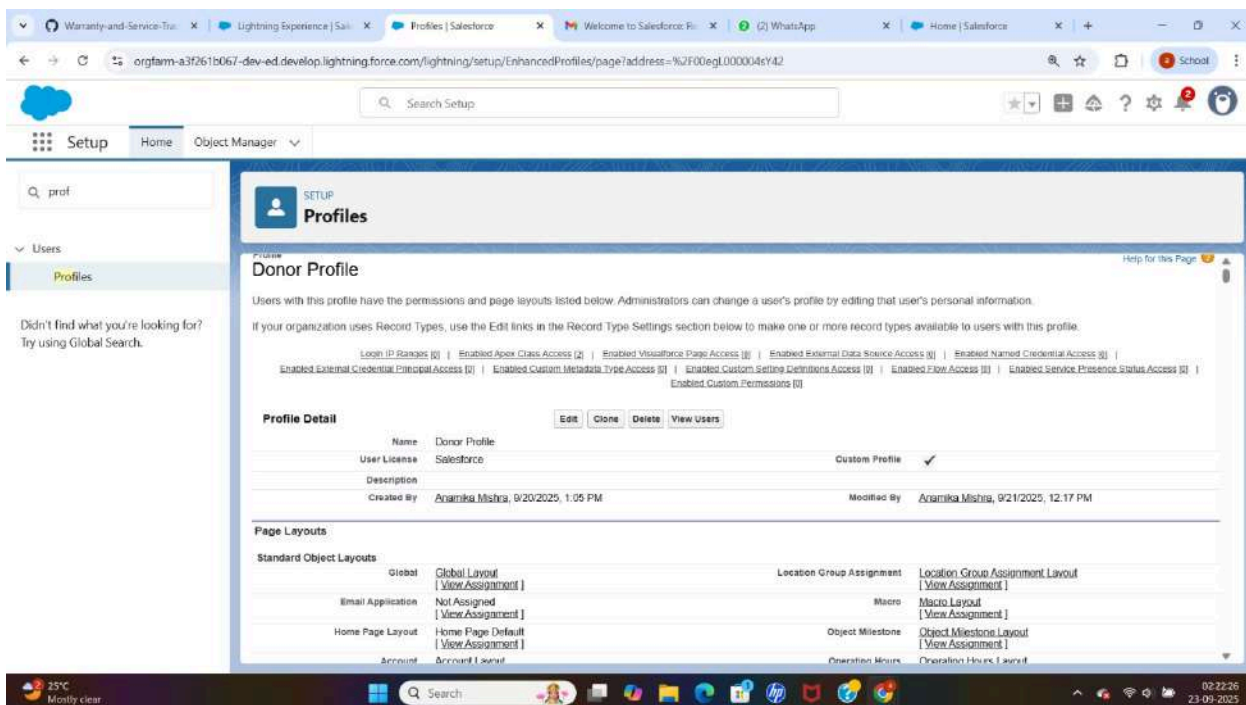 Warranty-and-Service-Tra
Lightning Experience | Sal
Profiles | Salesforce
Welcome to Salesforce: Re
(2) WhatsApp
Home | Salesforce
orgfarm-a3f261b067-dev-ed.develop.lightning.force.com/lightning/setup/EnhancedProfiles/page?address=%2F00egL000004sY42
School
Search Setup
2
Setup
Home
Object Manager
prof
Users
Profiles
Didn't find what you're looking for?
Try using Global Search.
SETUP
Profiles
Profile
Donor Profile
Help for this Page
Users with this profile have the permissions and page layouts listed below. Administrators can change a user's profile by editing that user's personal information.
If your organization uses Record Types, use the Edit links in the Record Type Settings section below to make one or more record types available to users with this profile.
Login IP Ranges [0] | Enabled Apex Class Access [2] | Enabled Visualforce Page Access [0] | Enabled External Data Source Access [0] | Enabled Named Credential Access [0] |
Enabled External Credential Principal Access [0] | Enabled Custom Metadata Type Access [0] | Enabled Custom Setting Definitions Access [0] | Enabled Flow Access [0] | Enabled Service Presence Status Access [0] |
Enabled Custom Permissions [0]
Profile Detail
Edit Clone Delete View Users
Name Donor Profile
User License Salesforce Custom Profile ✓
Description
Created By Anamika Mishra, 9/20/2025, 1:05 PM Modified By Anamika Mishra, 9/21/2025, 12:17 PM
Page Layouts
Standard Object Layouts
Global Global Layout Location Group Assignment Location Group Assignment Layout
[ View Assignment ] [ View Assignment ]
Email Application Not Assigned Macro Macro Layout
[ View Assignment ] [ View Assignment ]
Home Page Layout Home Page Default Object Milestone Object Milestone Layout
[ View Assignment ] [ View Assignment ]
Account Account Layout Operating Hours Operating Hours Layout
2
25°C
Mostly clear
Search
02:22:26
23-09-2025